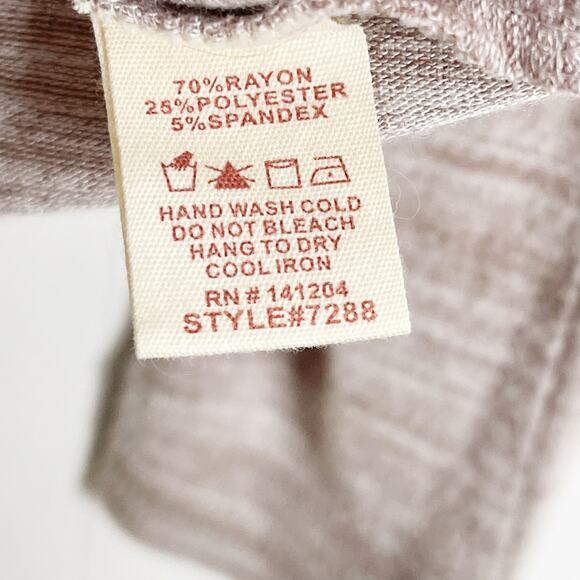 70%RAYON
25%POLYESTER
5%SPANDEX
HAND WASH COLD
DO NOT BLEACH
HANG TO DRY
COOL IRON
RN # 141204
STYLE#7288